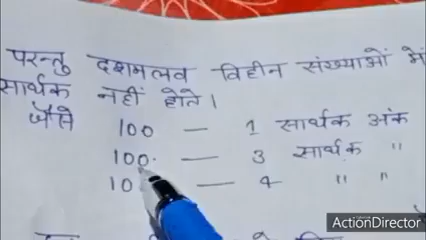 परन्तु दशमलव विहीन संख्याओं में
सार्थक नहीं होते।
जैसे 100 — 1 सार्थक अंक
100. — 3 सार्थक "
10 — 4 " "
ActionDirector